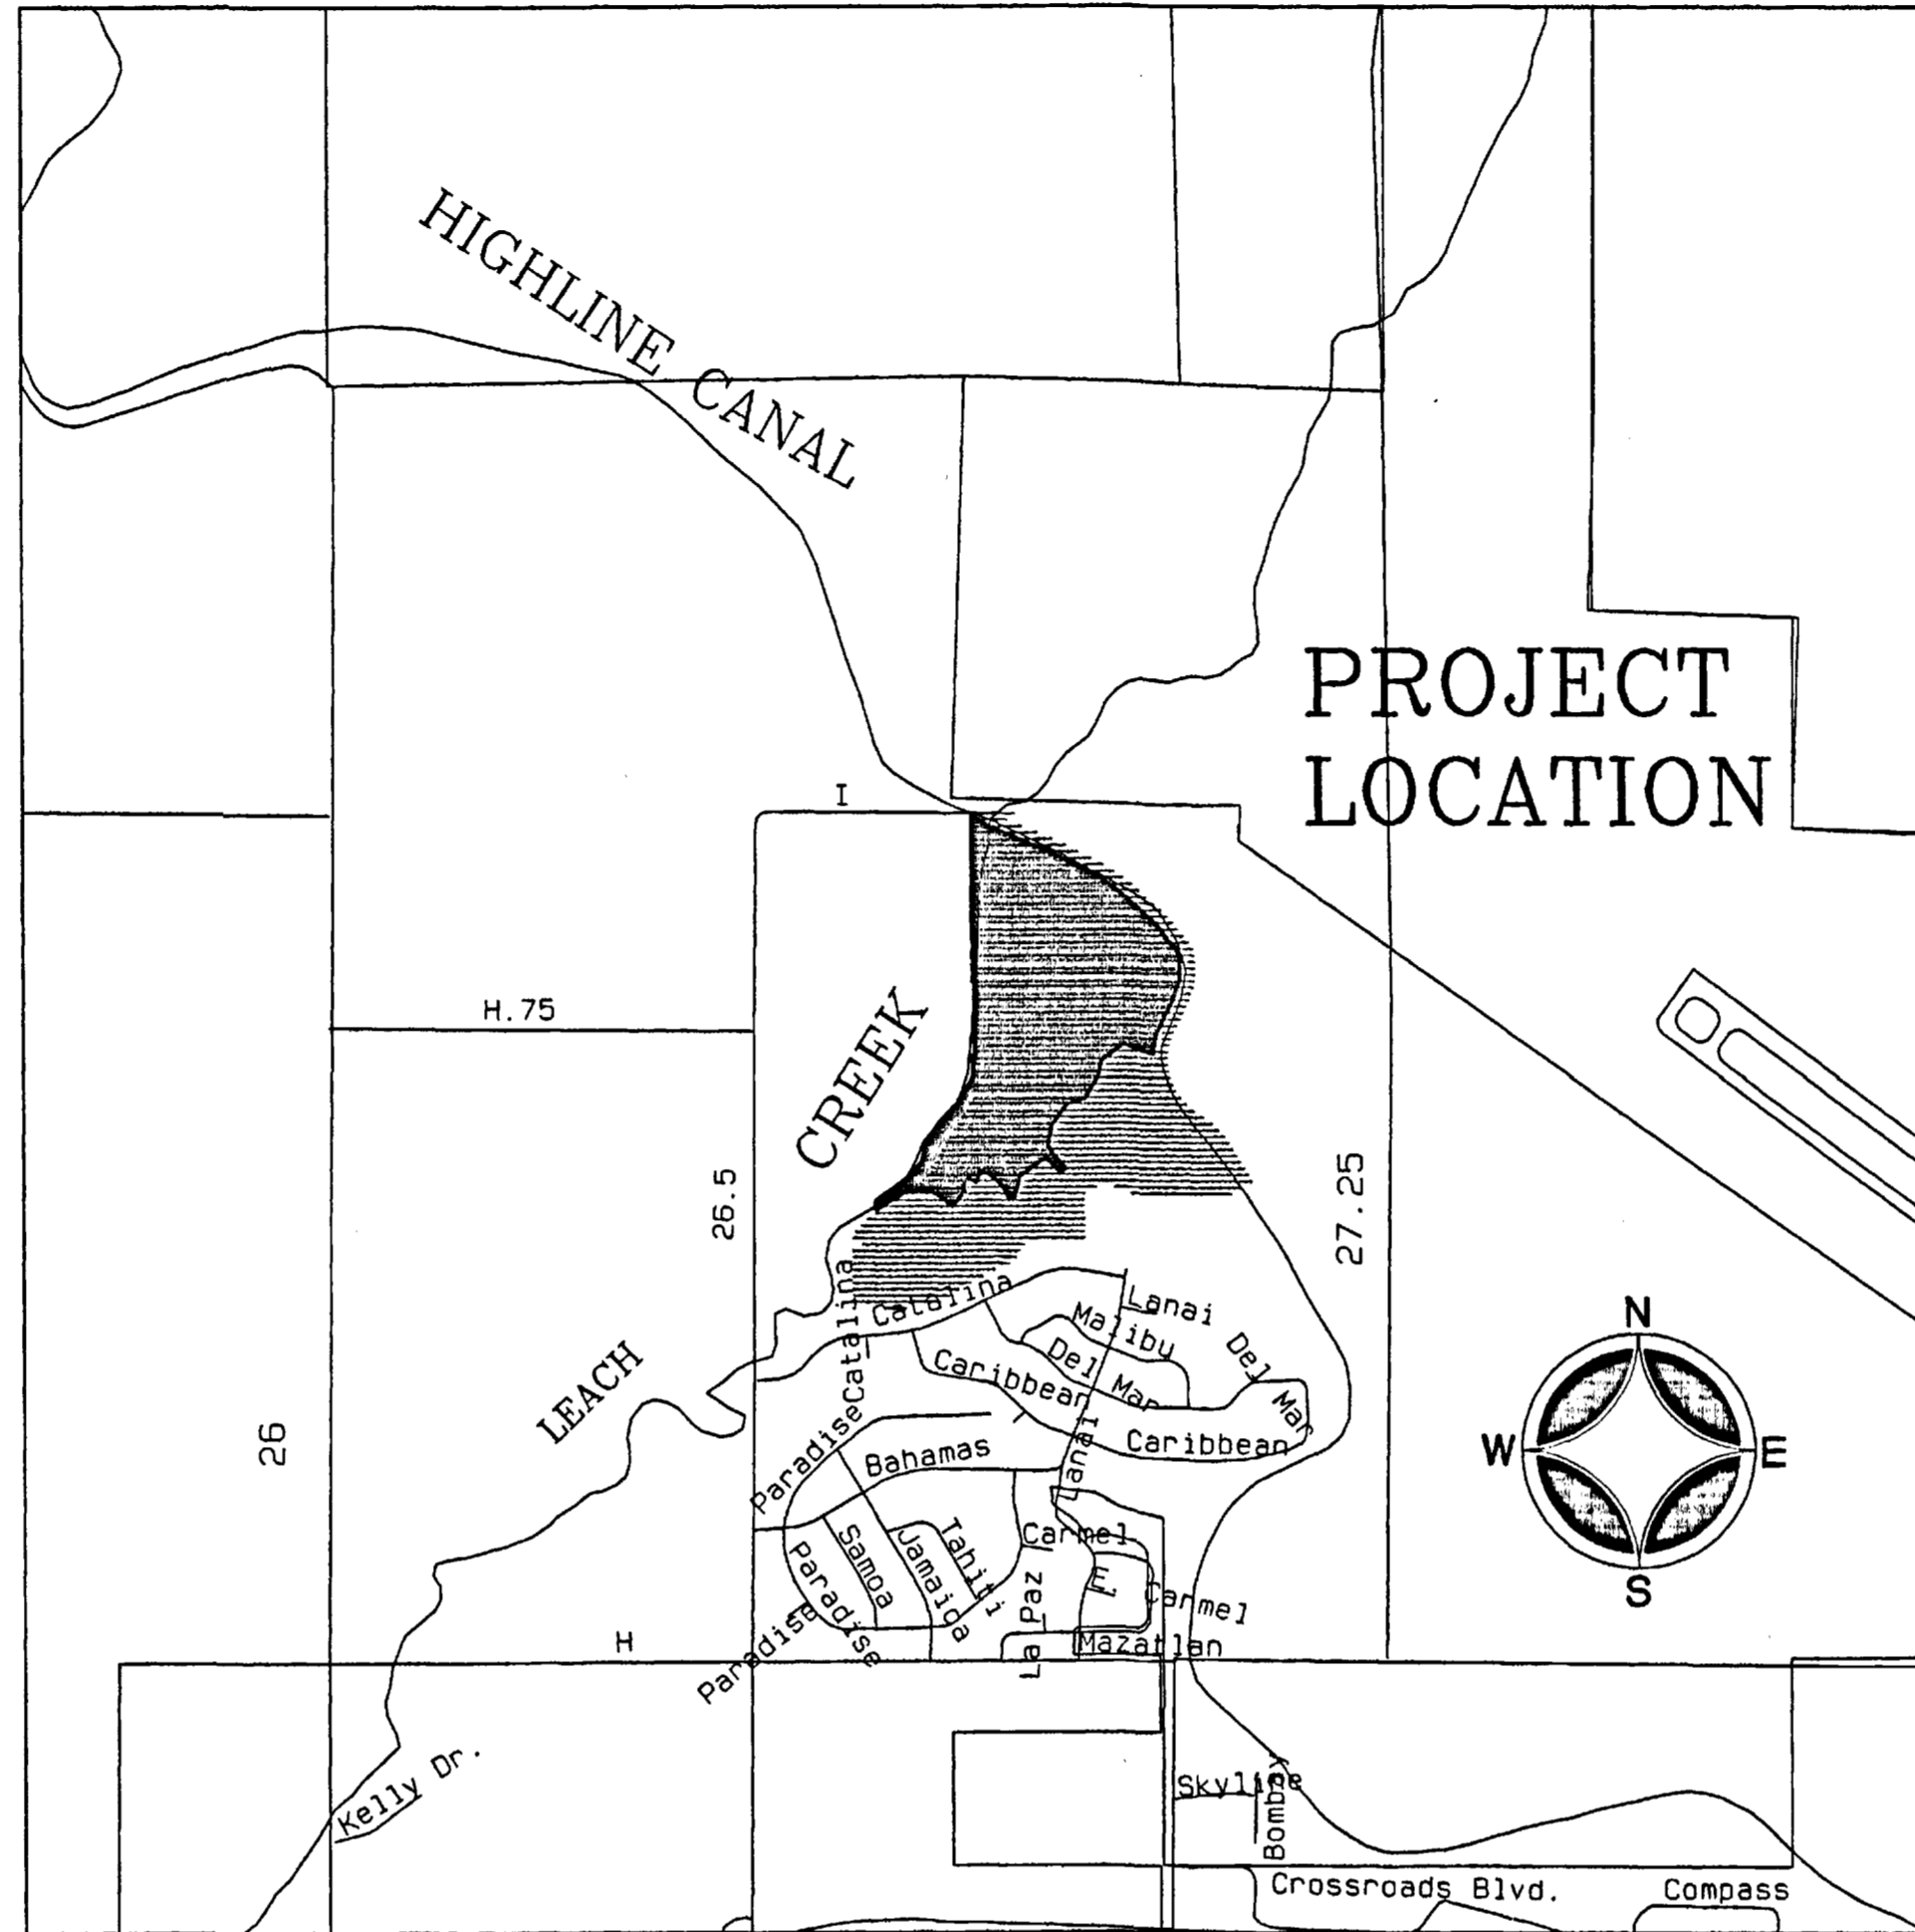 HIGHLINE CANAL
PROJECT
LOCATION
I
H.75
CREEK
26.5
27.25
LEACH
26
Catalina
Catalina
Lanai
Malibu
Del Mar
Del Mar
Caribbean
Caribbean
Lanai
Paradise
Bahamas
Samoa
Jamaica
Tahiti
Carmel
Carmel
La Paz
Mazatlan
Paradise
Paradise
H
N
W
E
S
Kelly Dr.
Skyline
Bombay
Crossroads Blvd.
Compass